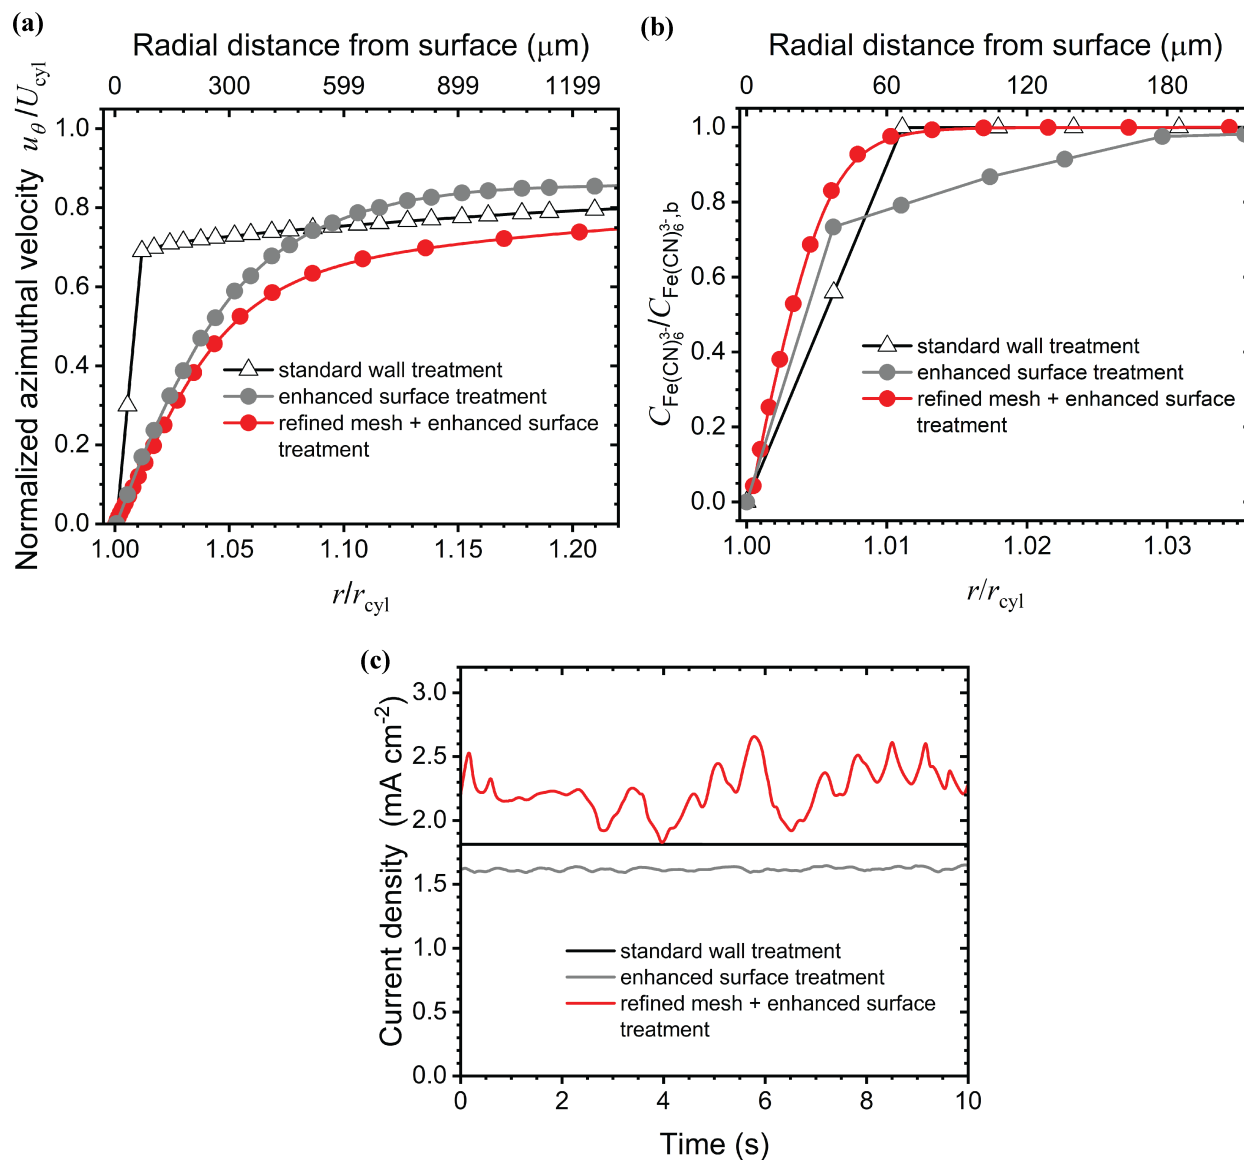 (a)
Radial distance from surface (μm)
0 300 599 899 1199
Normalized azimuthal velocity u_θ/U_cyl
1.0
0.8
0.6
0.4
0.2
0.0
standard wall treatment
enhanced surface treatment
refined mesh + enhanced surface
treatment
1.00 1.05 1.10 1.15 1.20
r/r_cyl
(b)
Radial distance from surface (μm)
0 60 120 180
C_Fe(CN)₆³⁻/C_Fe(CN)₆³⁻,b
1.0
0.8
0.6
0.4
0.2
0.0
standard wall treatment
enhanced surface treatment
refined mesh + enhanced surface
treatment
1.00 1.01 1.02 1.03
r/r_cyl
(c)
Current density (mA cm⁻²)
3.0
2.5
2.0
1.5
1.0
0.5
0.0
standard wall treatment
enhanced surface treatment
refined mesh + enhanced surface
treatment
0 2 4 6 8 10
Time (s)